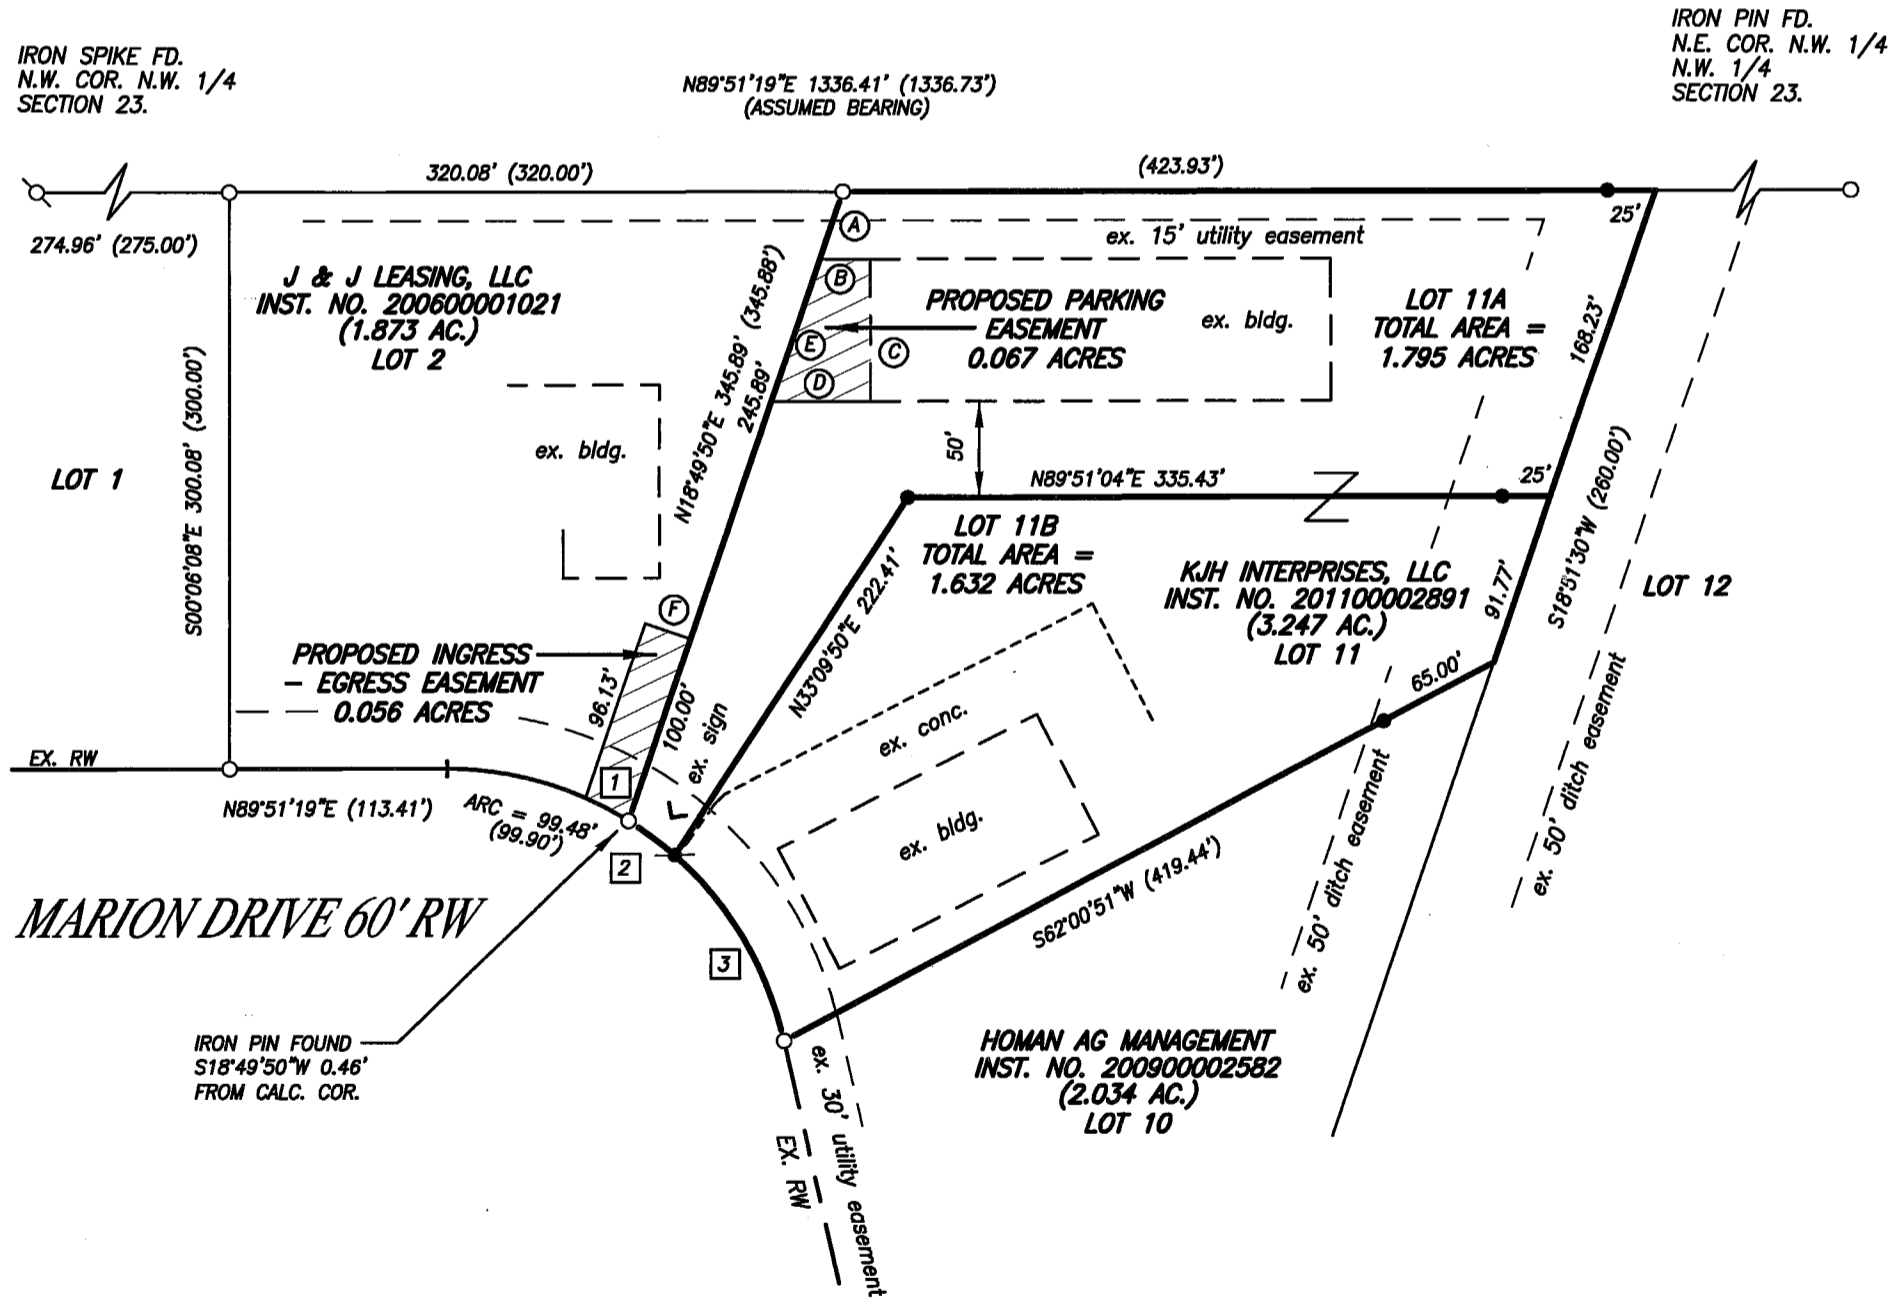 IRON SPIKE FD.
N.W. COR. N.W. 1/4
SECTION 23.
N89°51'19"E 1336.41' (1336.73')
(ASSUMED BEARING)
IRON PIN FD.
N.E. COR. N.W. 1/4
N.W. 1/4
SECTION 23.
320.08' (320.00')
(423.93')
274.96' (275.00')
25'
A
ex. 15' utility easement
J & J LEASING, LLC
INST. NO. 200600001021
(1.873 AC.)
LOT 2
B
PROPOSED PARKING
EASEMENT
0.067 ACRES
ex. bldg.
LOT 11A
TOTAL AREA =
1.795 ACRES
E
C
D
168.23'
N18°49'50"E 345.89' (345.88')
245.89'
S00°06'08"E 300.08' (300.00')
LOT 1
ex. bldg.
50'
N89°51'04"E 335.43'
25'
S18°51'30"W (260.00')
LOT 11B
TOTAL AREA =
1.632 ACRES
KJH INTERPRISES, LLC
INST. NO. 201100002891
(3.247 AC.)
LOT 11
91.77'
LOT 12
F
PROPOSED INGRESS
- EGRESS EASEMENT
0.056 ACRES
96.13'
100.00'
ex. sign
N33°09'50"E 222.41'
ex. conc.
65.00'
ex. 50' ditch easement
EX. RW
1
N89°51'19"E (113.41')
ARC = 99.48'
(99.90')
ex. bldg.
ex. 50' ditch easement
2
S62°00'51"W (419.44')
MARION DRIVE 60' RW
3
IRON PIN FOUND
S18°49'50"W 0.46'
FROM CALC. COR.
HOMAN AG MANAGEMENT
INST. NO. 200900002582
(2.034 AC.)
LOT 10
ex. 30' utility easement
EX. RW